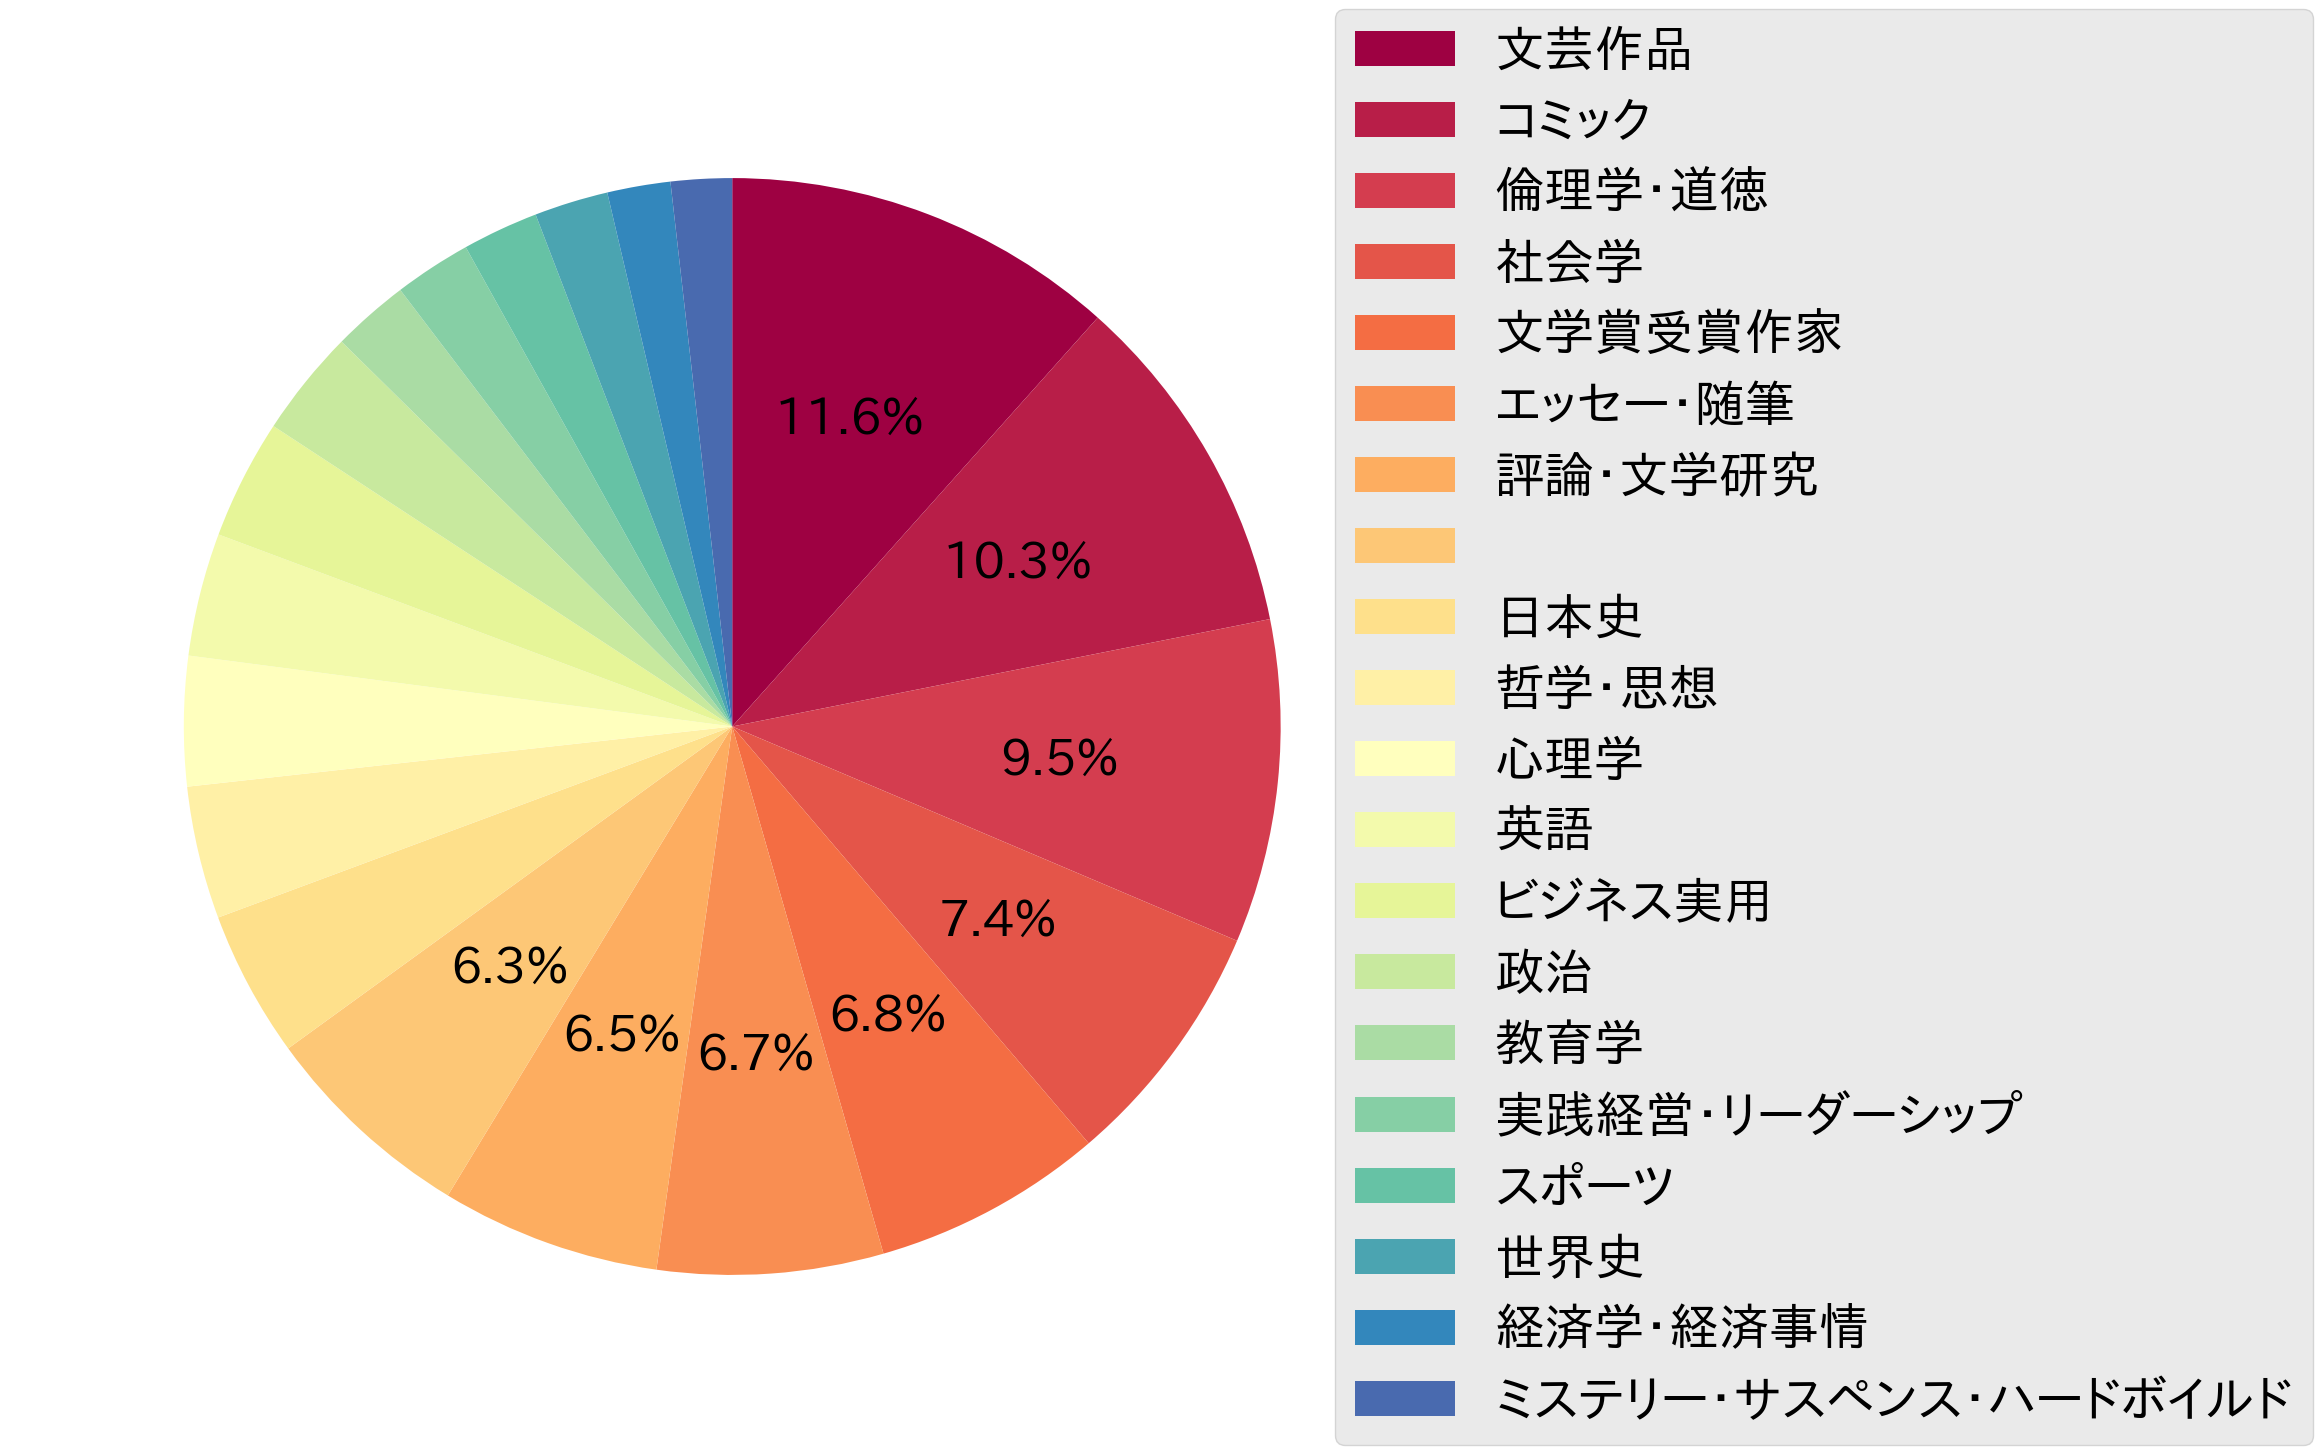 11.6%
10.3%
9.5%
7.4%
6.8%
6.7%
6.5%
6.3%
文芸作品
コミック
倫理学・道徳
社会学
文学賞受賞作家
エッセー・随筆
評論・文学研究
日本史
哲学・思想
心理学
英語
ビジネス実用
政治
教育学
実践経営・リーダーシップ
スポーツ
世界史
経済学・経済事情
ミステリー・サスペンス・ハードボイルド